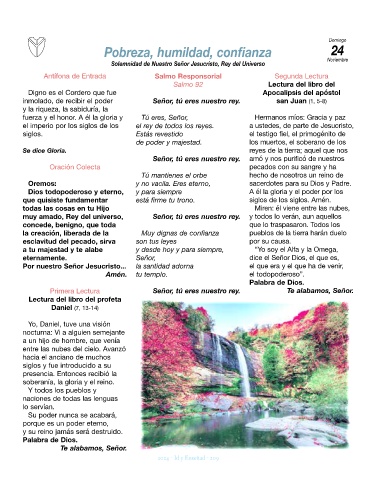 Domingo
24
Noviembre
Pobreza, humildad, confianza
Solemnidad de Nuestro Señor Jesucristo, Rey del Universo
Antífona de Entrada
Digno es el Cordero que fue
inmolado, de recibir el poder
y la riqueza, la sabiduría, la
fuerza y el honor. A él la gloria y
el imperio por los siglos de los
siglos.
Se dice Gloria.
Oración Colecta
Oremos:
Dios todopoderoso y eterno,
que quisiste fundamentar
todas las cosas en tu Hijo
muy amado, Rey del universo,
concede, benigno, que toda
la creación, liberada de la
esclavitud del pecado, sirva
a tu majestad y te alabe
eternamente.
Por nuestro Señor Jesucristo...
Amén.
Primera Lectura
Lectura del libro del profeta
Daniel (7, 13-14)
Yo, Daniel, tuve una visión
nocturna: Vi a alguien semejante
a un hijo de hombre, que venía
entre las nubes del cielo. Avanzó
hacia el anciano de muchos
siglos y fue introducido a su
presencia. Entonces recibió la
soberanía, la gloria y el reino.
Y todos los pueblos y
naciones de todas las lenguas
lo servían.
Su poder nunca se acabará,
porque es un poder eterno,
y su reino jamás será destruido.
Palabra de Dios.
Te alabamos, Señor.
Salmo Responsorial
Salmo 92
Señor, tú eres nuestro rey.
Tú eres, Señor,
el rey de todos los reyes.
Estás revestido
de poder y majestad.
Señor, tú eres nuestro rey.
Tú mantienes el orbe
y no vacila. Eres eterno,
y para siempre
está firme tu trono.
Señor, tú eres nuestro rey.
Muy dignas de confianza
son tus leyes
y desde hoy y para siempre,
Señor,
la santidad adorna
tu templo.
Señor, tú eres nuestro rey.
Segunda Lectura
Lectura del libro del
Apocalipsis del apóstol
san Juan (1, 5-8)
Hermanos míos: Gracia y paz
a ustedes, de parte de Jesucristo,
el testigo fiel, el primogénito de
los muertos, el soberano de los
reyes de la tierra; aquel que nos
amó y nos purificó de nuestros
pecados con su sangre y ha
hecho de nosotros un reino de
sacerdotes para su Dios y Padre.
A él la gloria y el poder por los
siglos de los siglos. Amén.
Miren: él viene entre las nubes,
y todos lo verán, aun aquellos
que lo traspasaron. Todos los
pueblos de la tierra harán duelo
por su causa.
"Yo soy el Alfa y la Omega,
dice el Señor Dios, el que es,
el que era y el que ha de venir,
el todopoderoso".
Palabra de Dios.
Te alabamos, Señor.